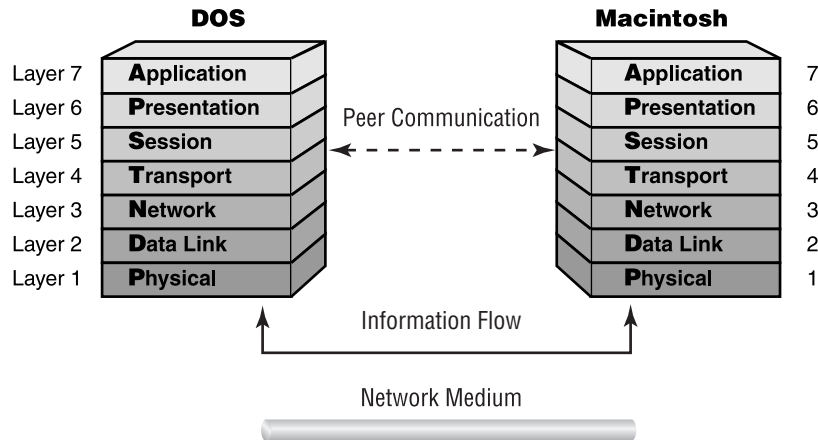 DOS
Macintosh
Layer 7 Application
Layer 6 Presentation
Layer 5 Session
Layer 4 Transport
Layer 3 Network
Layer 2 Data Link
Layer 1 Physical
Peer Communication
Application 7
Presentation 6
Session 5
Transport 4
Network 3
Data Link 2
Physical 1
Information Flow
Network Medium